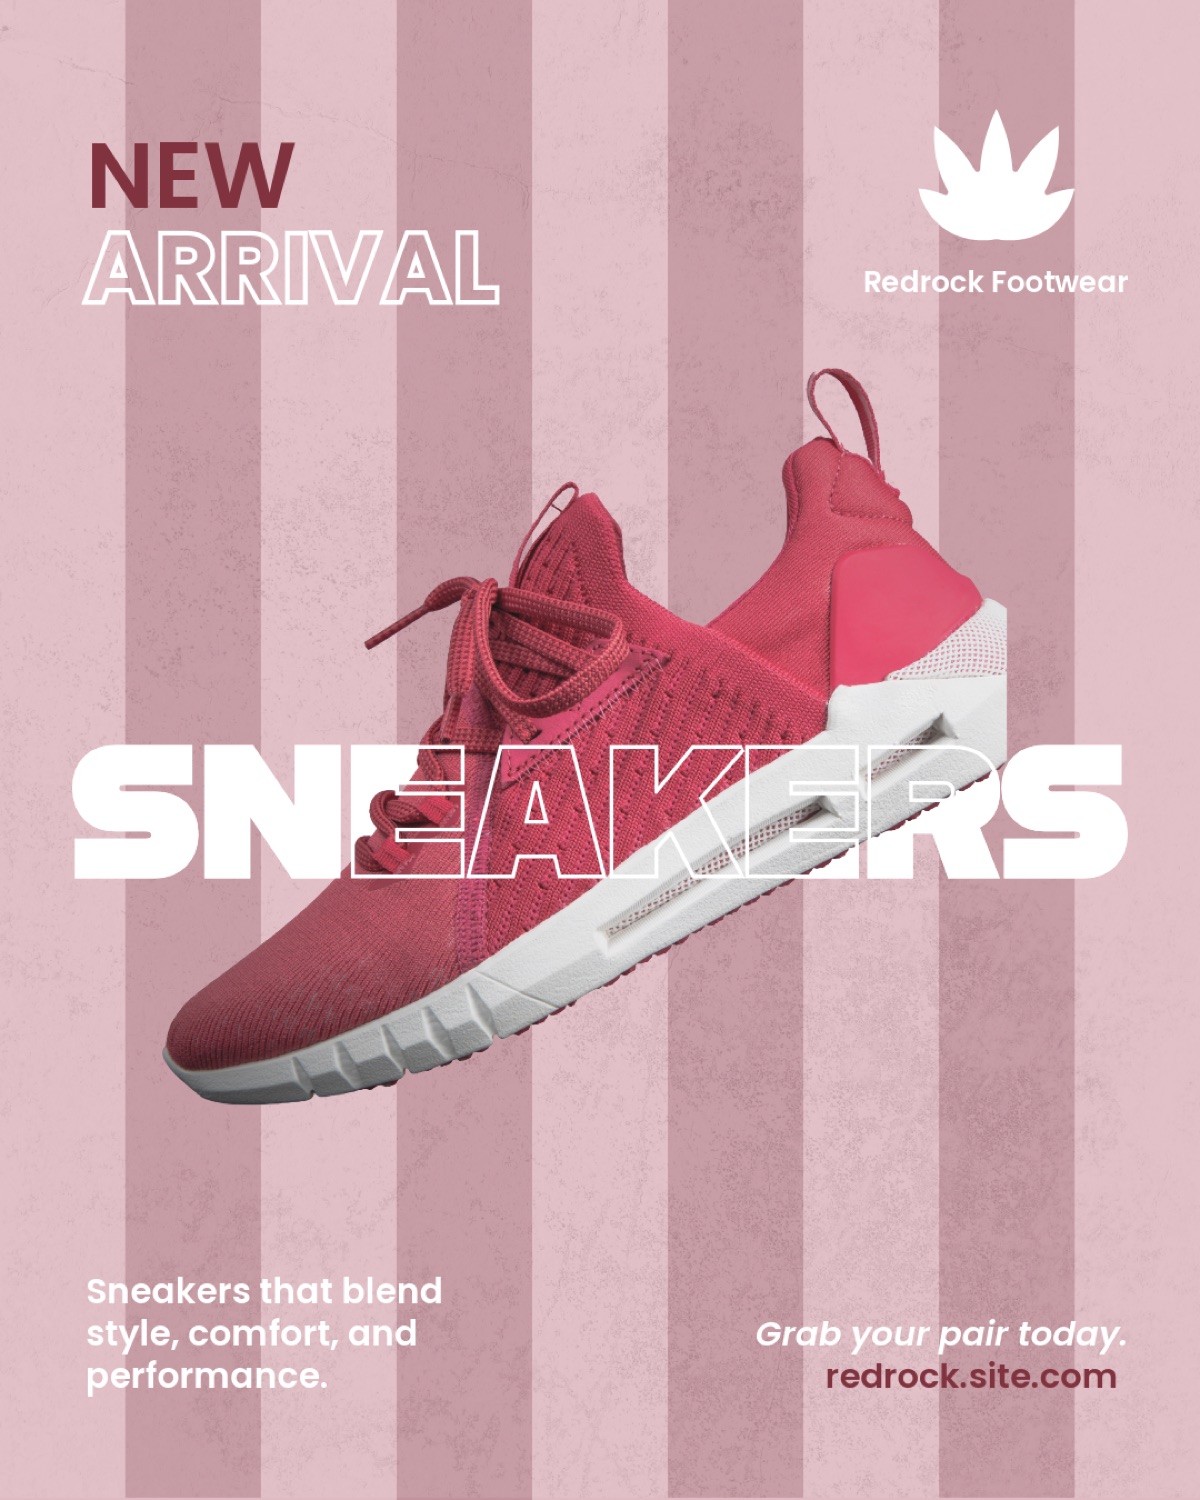 NEW
ARRIVAL
Redrock Footwear
SNEAKERS
Sneakers that blend
style, comfort, and
performance.
Grab your pair today.
redrock.site.com